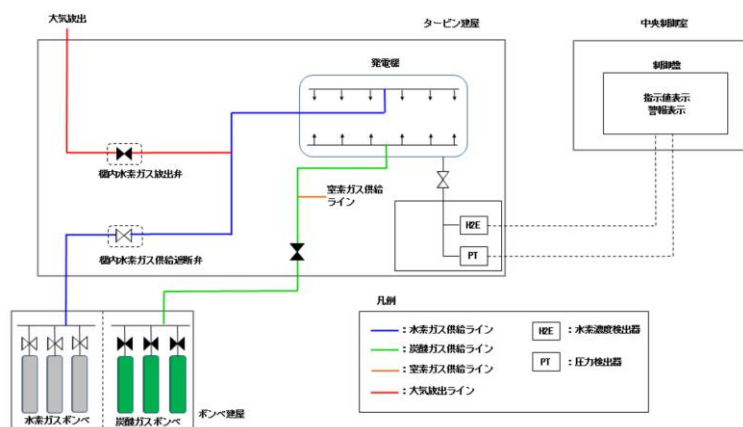 大気放出
タービン建屋
中央制御室
発電機
制御盤
指示値表示
警報表示
機内水素ガス放出弁
窒素ガス供給
ライン
H2E
PT
機内水素ガス供給遮断弁
凡例
：水素ガス供給ライン
H2E
：水素濃度検出器
：炭酸ガス供給ライン
：窒素ガス供給ライン
PT
：圧力検出器
：大気放出ライン
水素ガスボンベ
炭酸ガスボンベ
ボンベ建屋